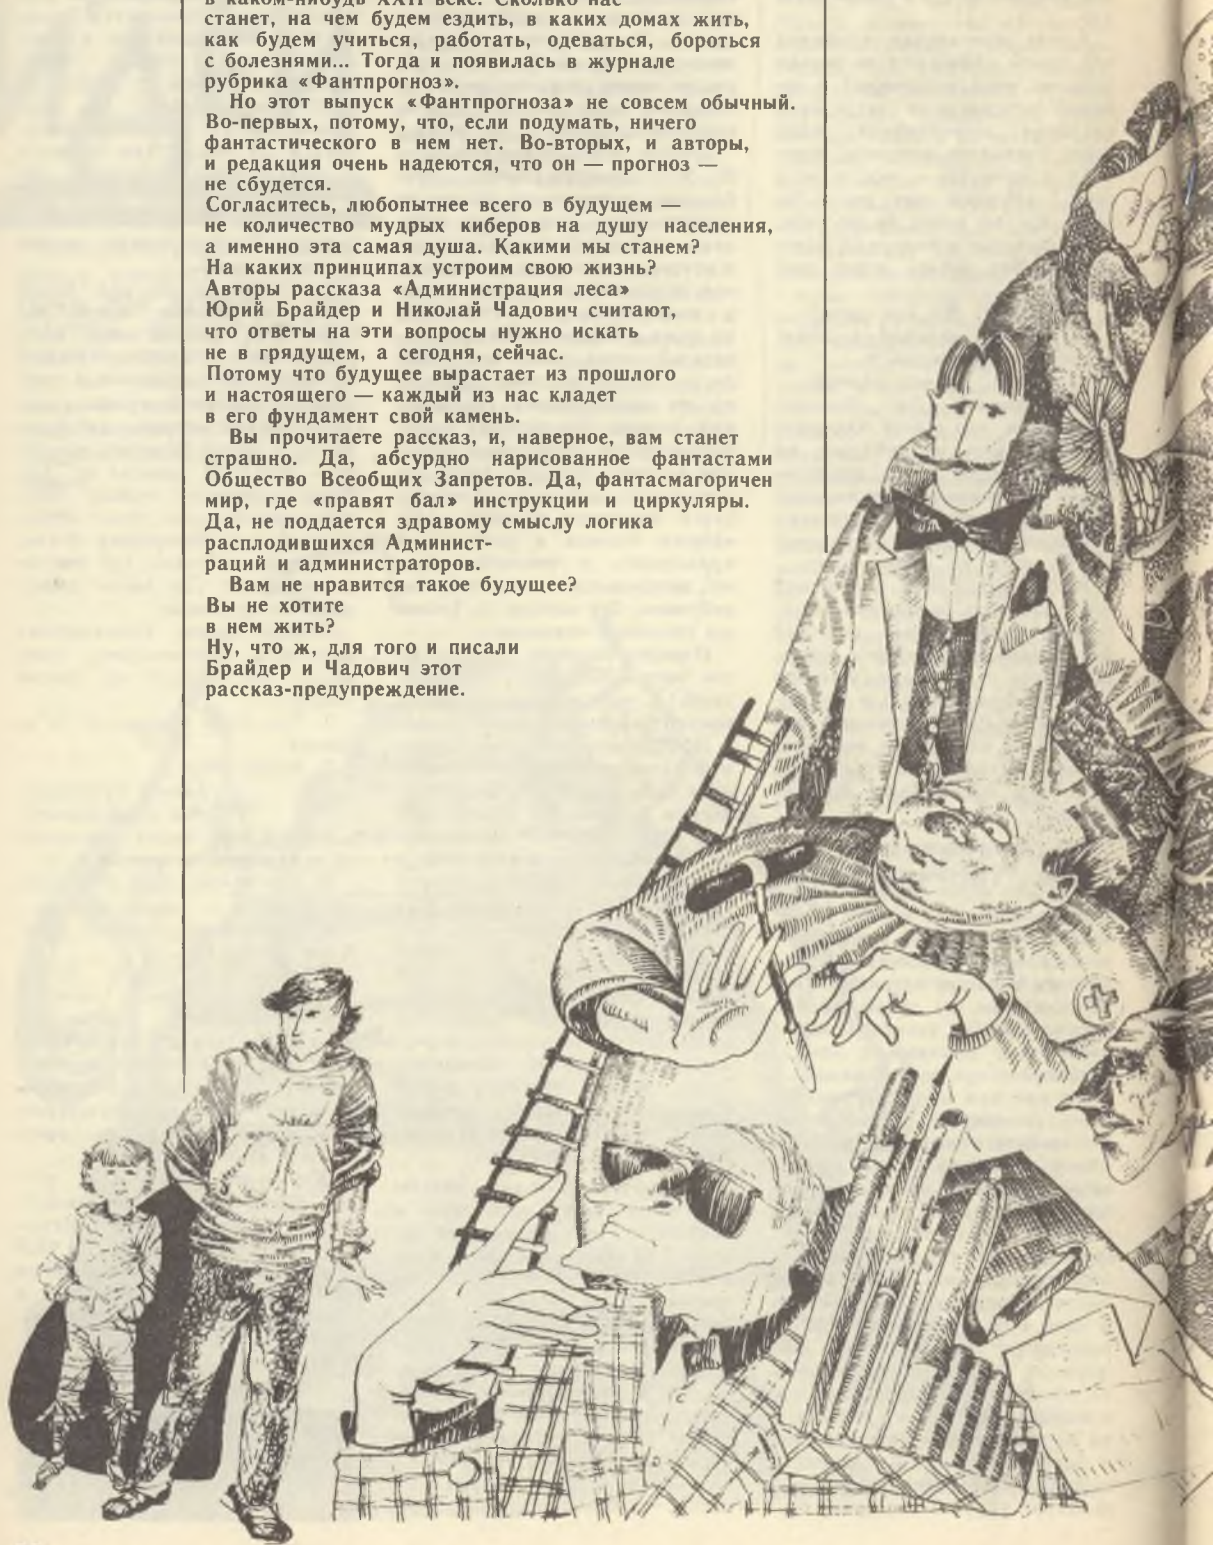 в каком-нибудь XXII веке. Сколько нас
станет, на чем будем ездить, в каких домах жить,
как будем учиться, работать, одеваться, бороться
с болезнями... Тогда и появилась в журнале
рубрика «Фантпрогноз».
Но этот выпуск «Фантпрогноза» не совсем обычный.
Во-первых, потому, что, если подумать, ничего
фантастического в нем нет. Во-вторых, и авторы,
и редакция очень надеются, что он — прогноз —
не сбудется.
Согласитесь, любопытнее всего в будущем —
не количество мудрых киберов на душу населения,
а именно эта самая душа. Какими мы станем?
На каких принципах устроим свою жизнь?
Авторы рассказа «Администрация леса»
Юрий Брайдер и Николай Чадович считают,
что ответы на эти вопросы нужно искать
не в грядущем, а сегодня, сейчас.
Потому что будущее вырастает из прошлого
и настоящего — каждый из нас кладет
в его фундамент свой камень.
Вы прочитаете рассказ, и, наверное, вам станет
страшно. Да, абсурдно нарисованное фантастами
Общество Всеобщих Запретов. Да, фантасмагоричен
мир, где «правят бал» инструкции и циркуляры.
Да, не поддается здравому смыслу логика
расплодившихся Админист-
раций и администраторов.
Вам не нравится такое будущее?
Вы не хотите
в нем жить?
Ну, что ж, для того и писали
Брайдер и Чадович этот
рассказ-предупреждение.